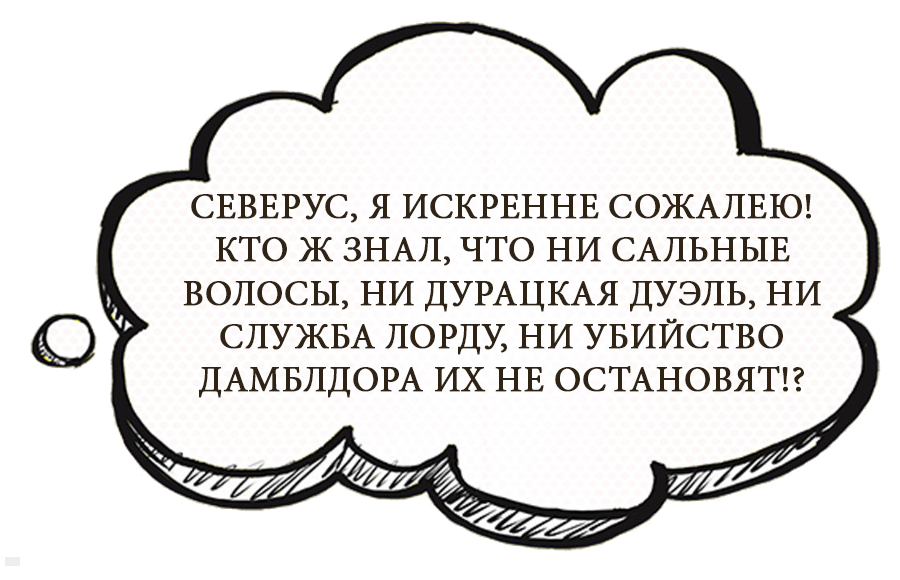 СЕВЕРУС, Я ИСКРЕННЕ СОЖАЛЕЮ!
КТО Ж ЗНАЛ, ЧТО НИ САЛЬНЫЕ
ВОЛОСЫ, НИ ДУРАЦКАЯ ДУЭЛЬ, НИ
СЛУЖБА ЛОРДУ, НИ УБИЙСТВО
ДАМБЛДОРА ИХ НЕ ОСТАНОВЯТ!?